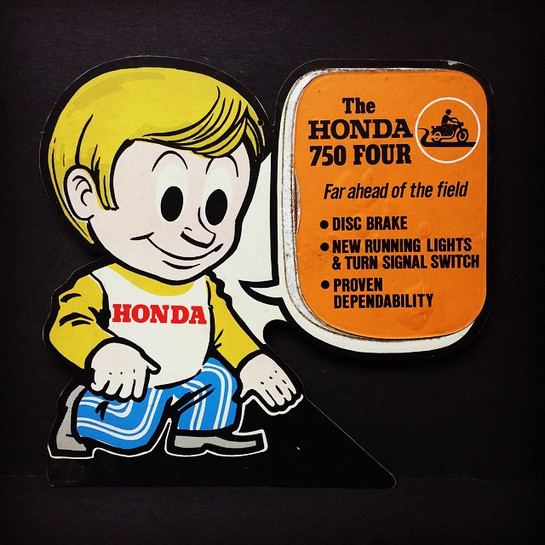 The
HONDA
750 FOUR
Far ahead of the field
• DISC BRAKE
• NEW RUNNING LIGHTS
& TURN SIGNAL SWITCH
• PROVEN
DEPENDABILITY
HONDA